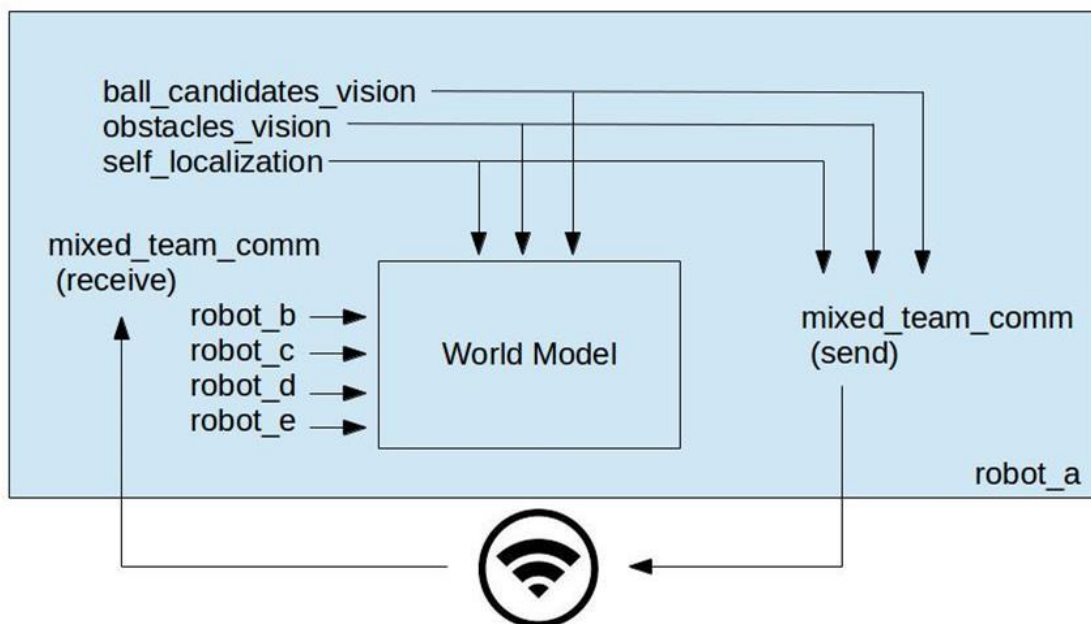 ball_candidates_vision
obstacles_vision
self_localization
mixed_team_comm
(receive)
robot_b
robot_c
robot_d
robot_e
World Model
mixed_team_comm
(send)
robot_a